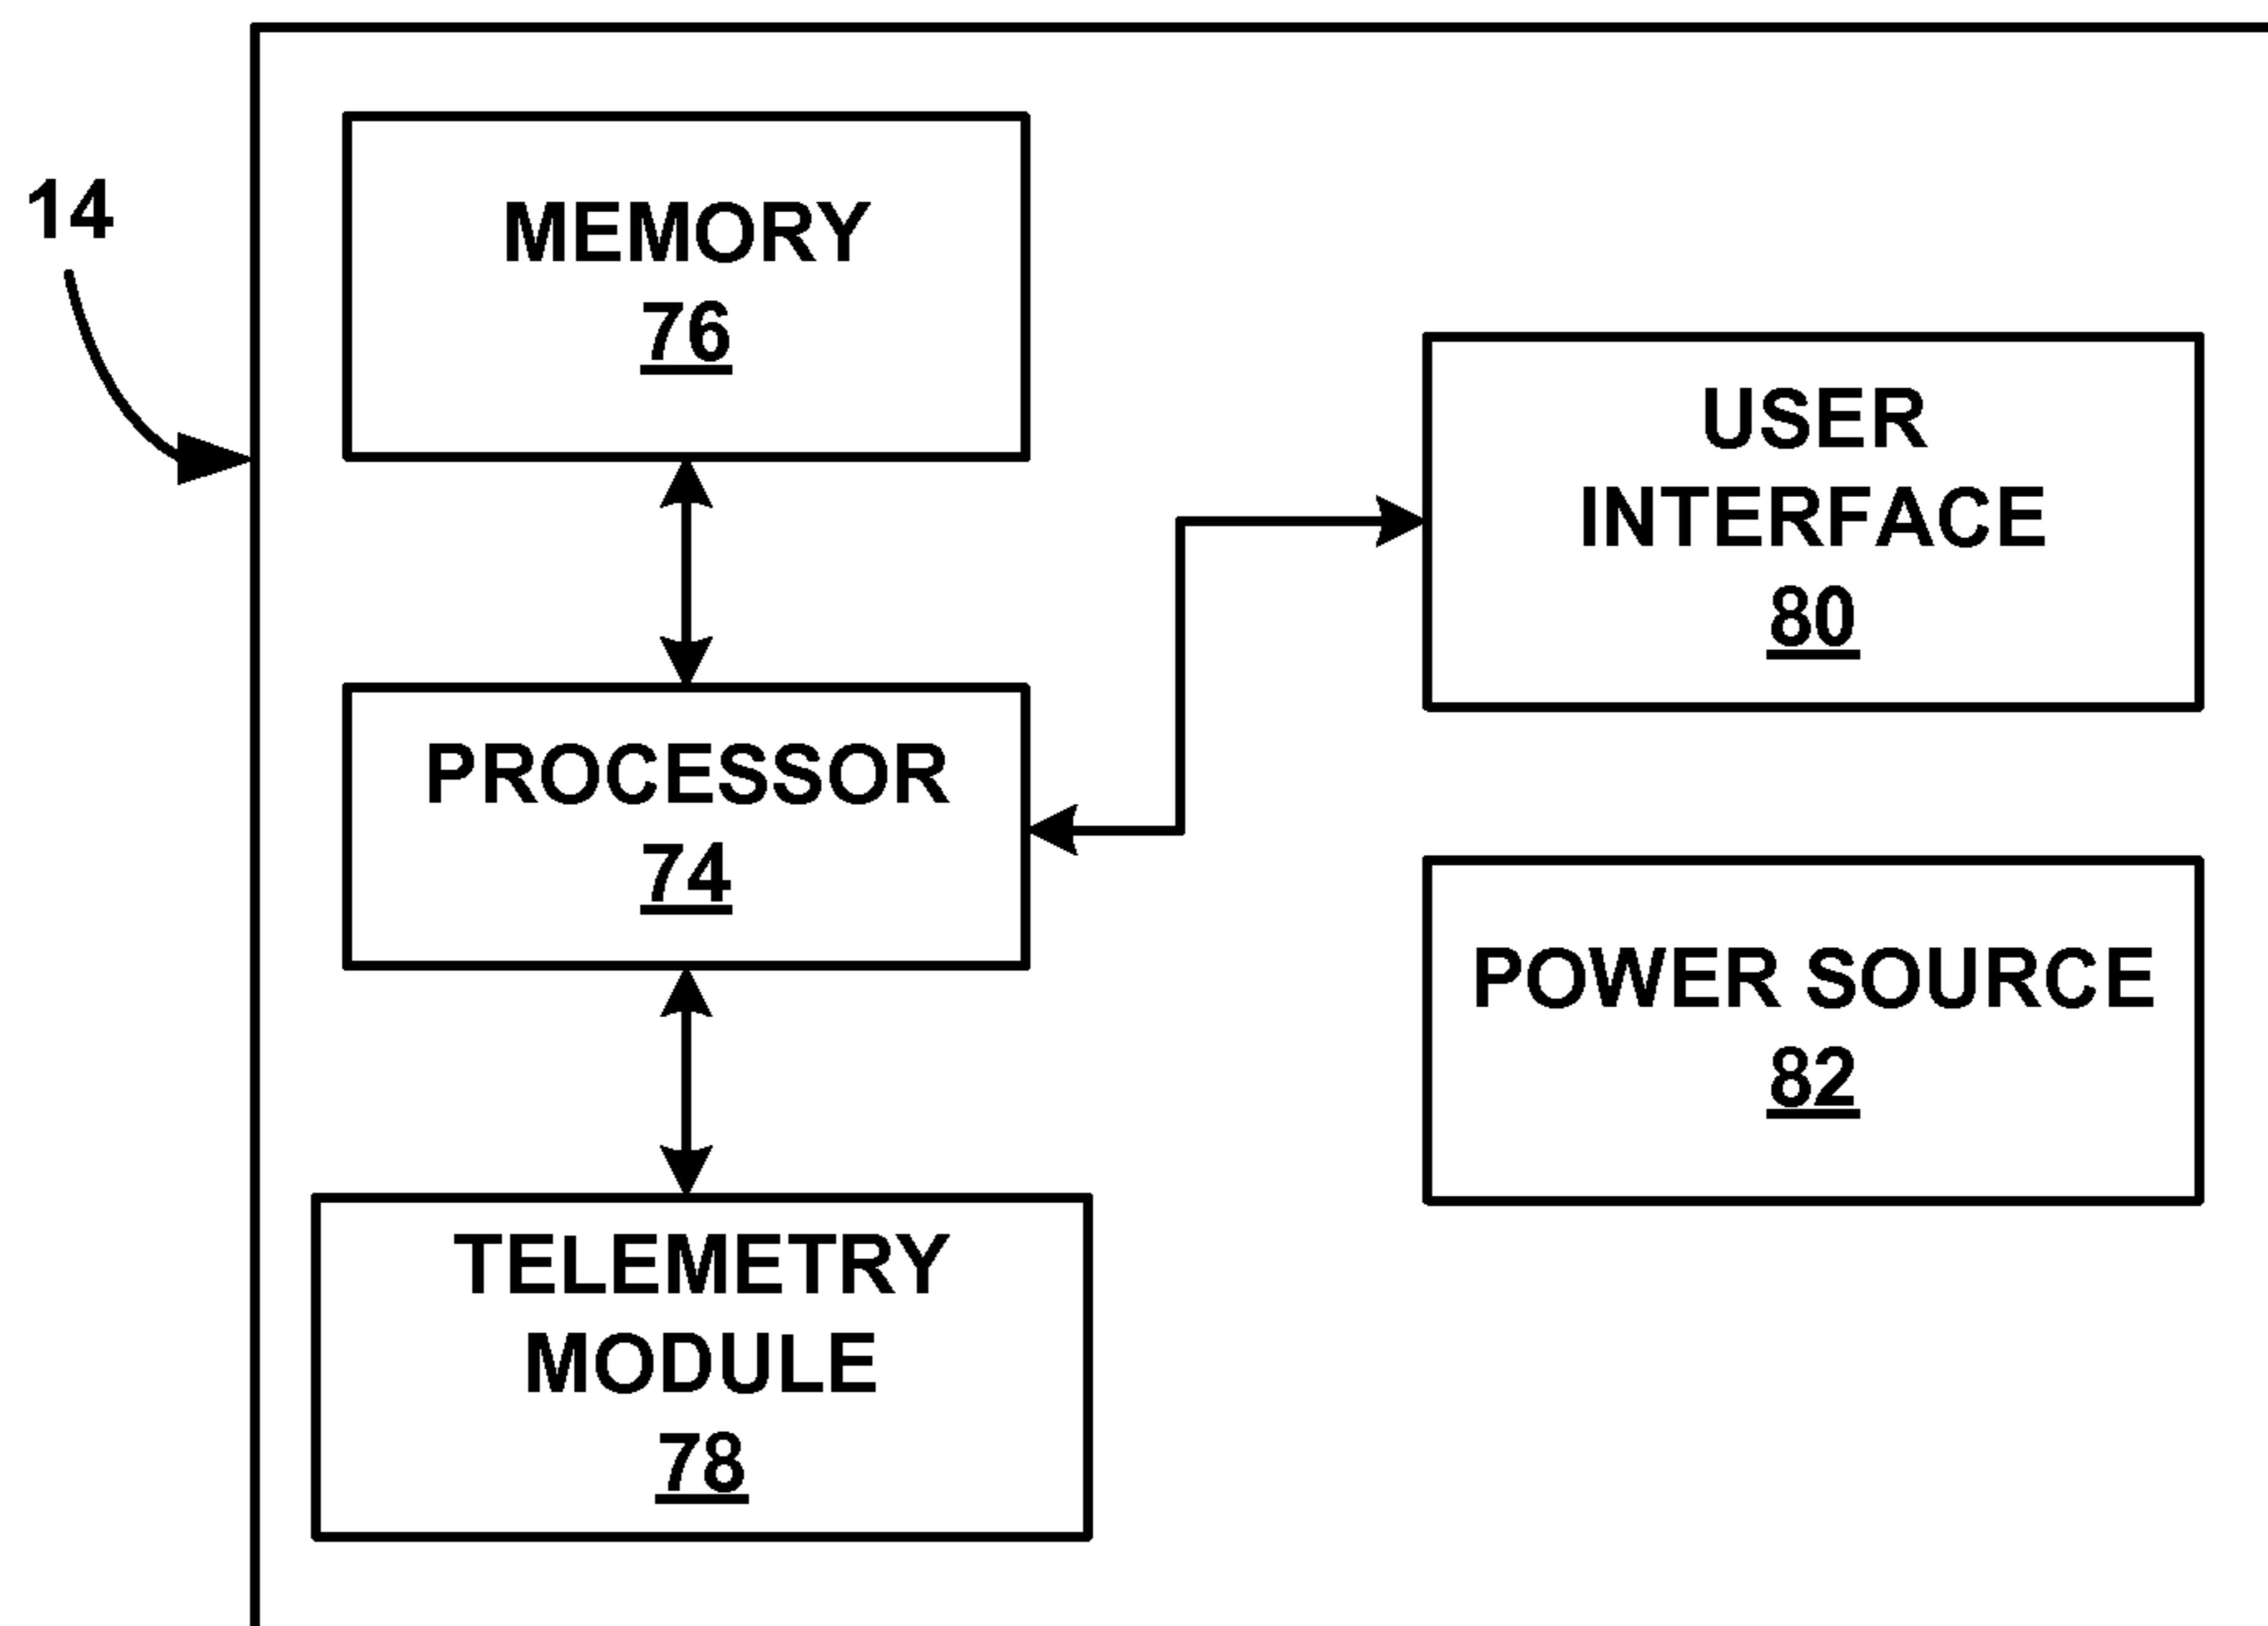 14
MEMORY
76
USER
INTERFACE
80
PROCESSOR
74
POWER SOURCE
82
TELEMETRY
MODULE
78